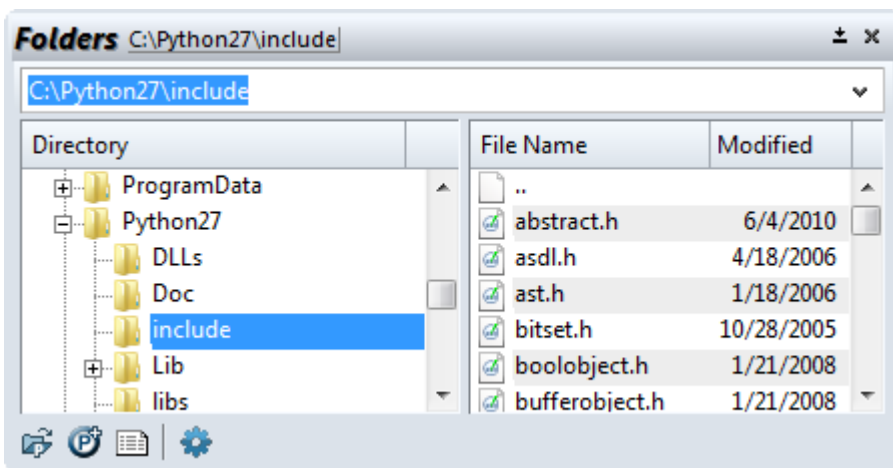 Folders C:\Python27\include
C:\Python27\include
Directory
File Name Modified
ProgramData
Python27
DLLs
Doc
include
Lib
libs
..
abstract.h 6/4/2010
asdl.h 4/18/2006
ast.h 1/18/2006
bitset.h 10/28/2005
boolobject.h 1/21/2008
bufferobject.h 1/21/2008